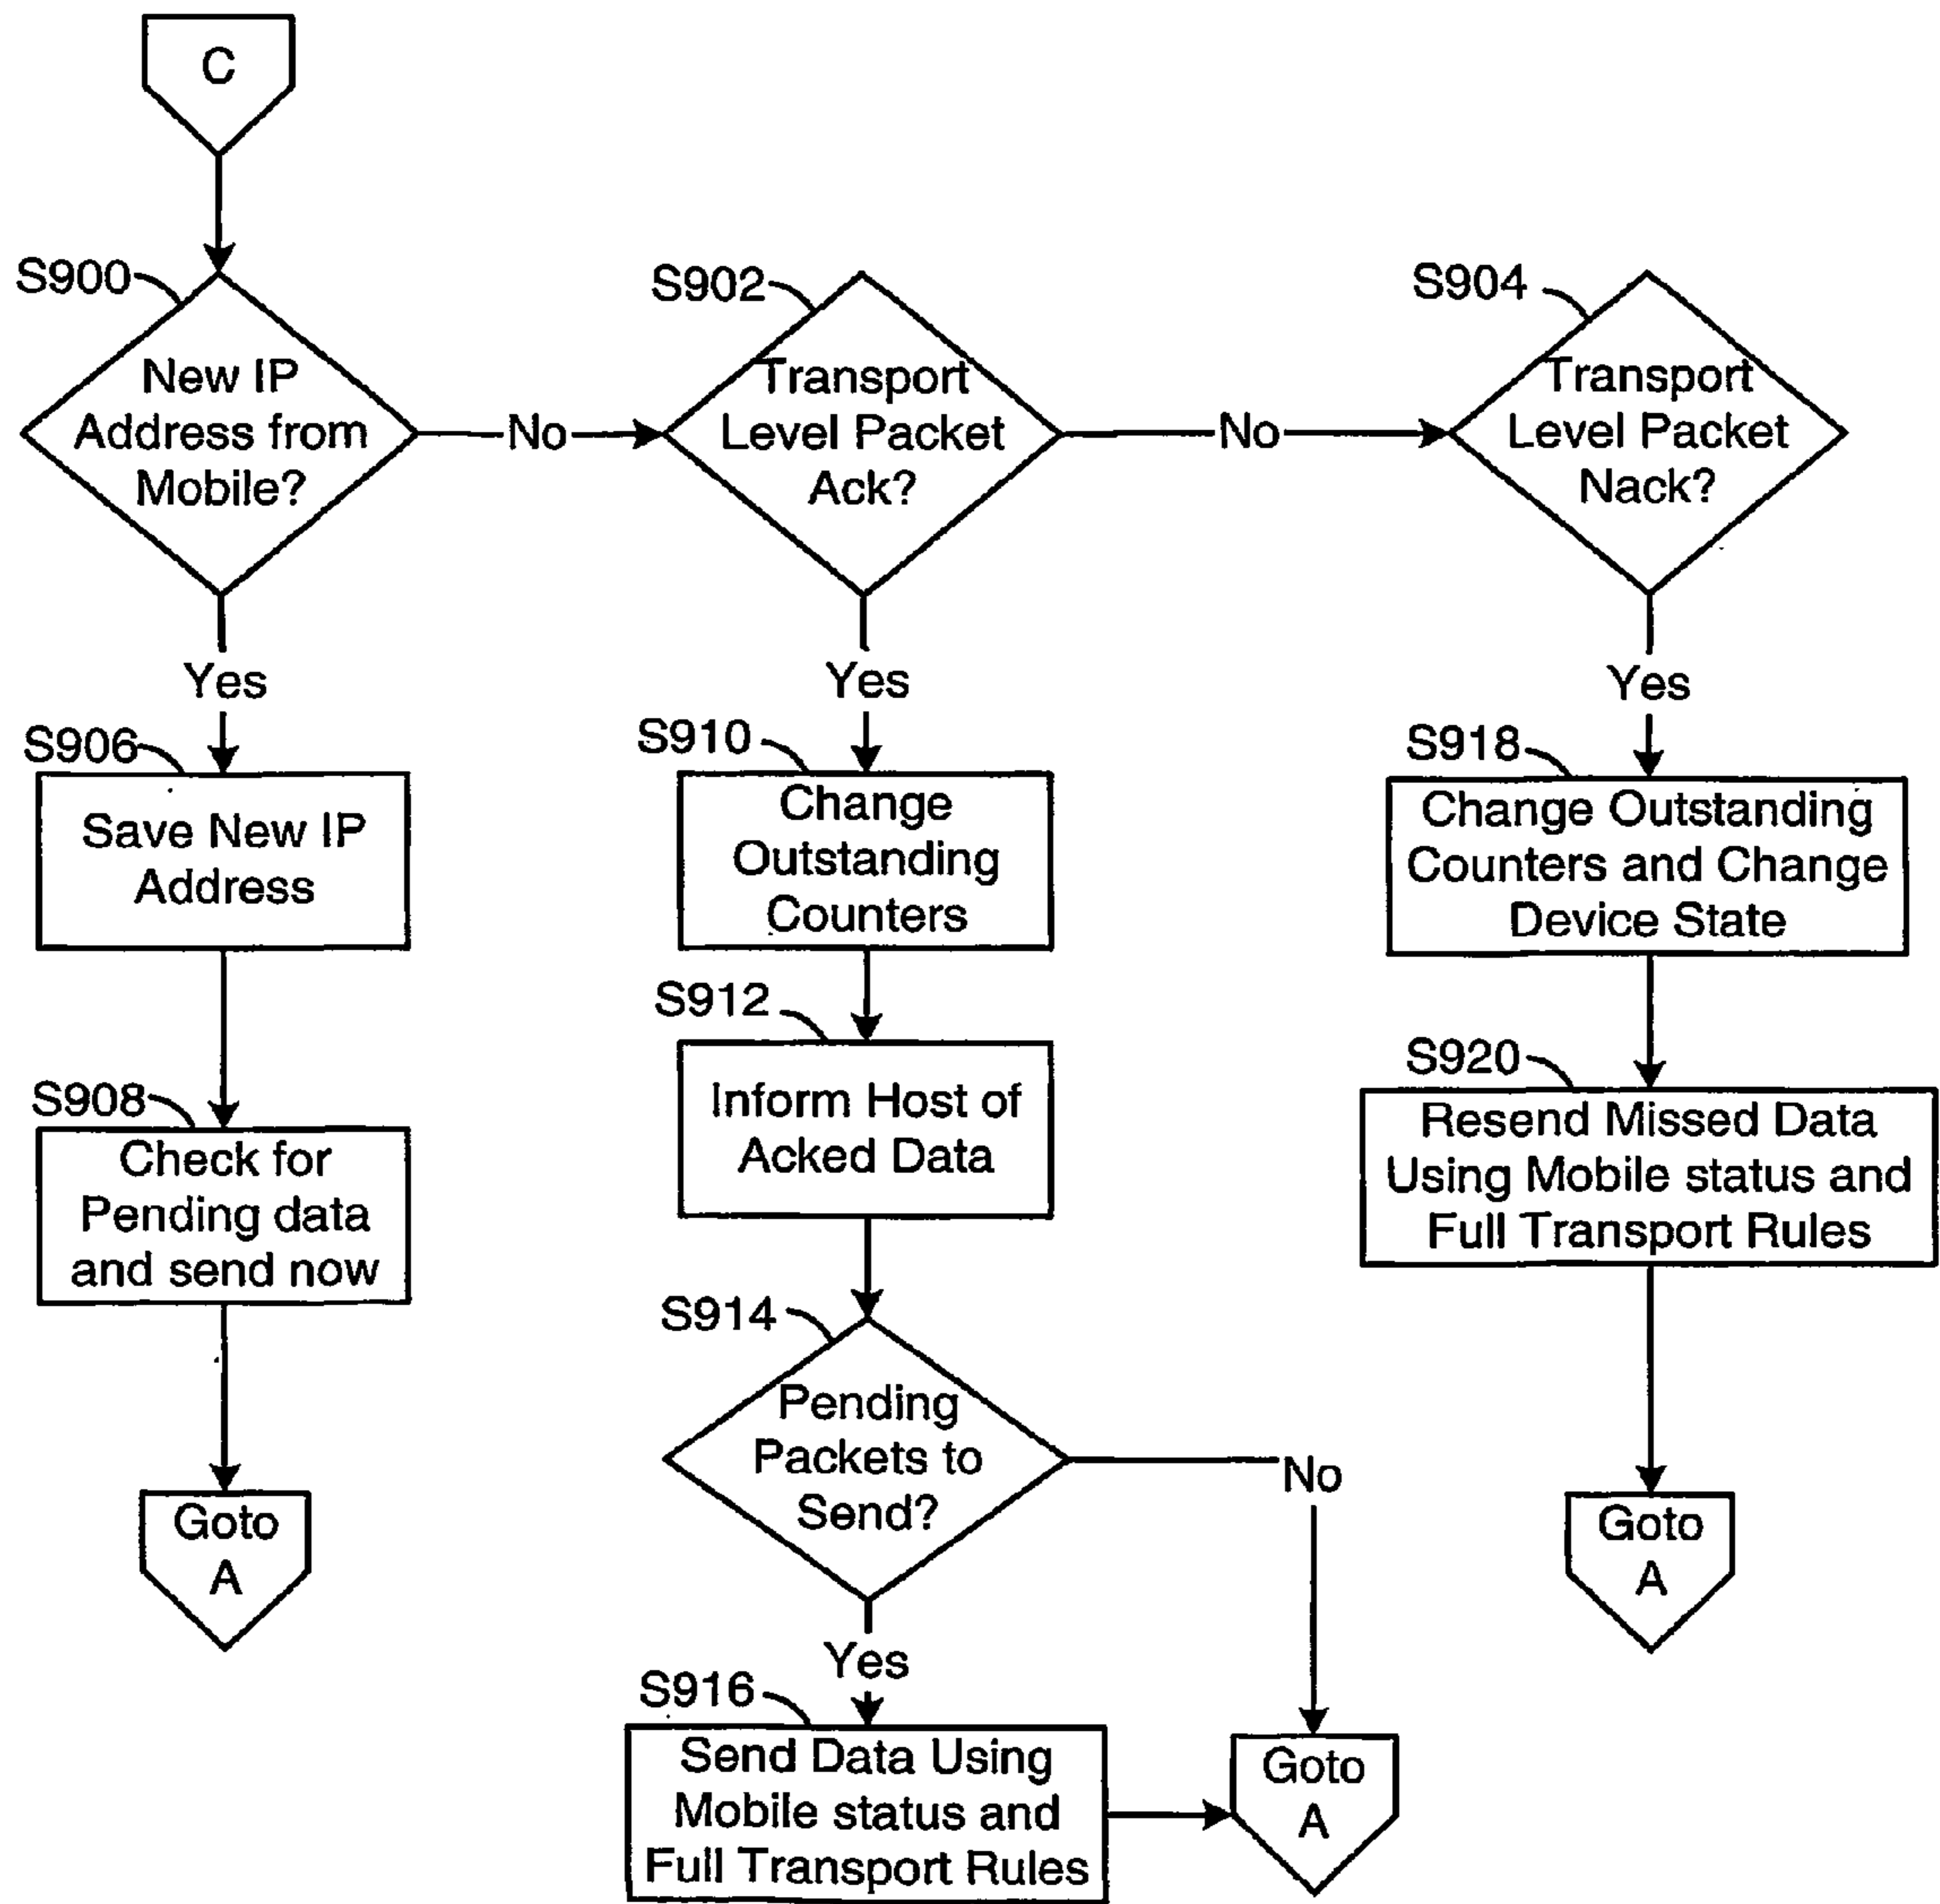 C
S900
New IP
Address from
Mobile?
No
S902
Transport
Level Packet
Ack?
No
S904
Transport
Level Packet
Nack?
Yes
S906
Save New IP
Address
S908
Check for
Pending data
and send now
Goto
A
Yes
S910
Change
Outstanding
Counters
S912
Inform Host of
Acked Data
S914
Pending
Packets to
Send?
No
Yes
S916
Send Data Using
Mobile status and
Full Transport Rules
Goto
A
Yes
S918
Change Outstanding
Counters and Change
Device State
S920
Resend Missed Data
Using Mobile status and
Full Transport Rules
Goto
A